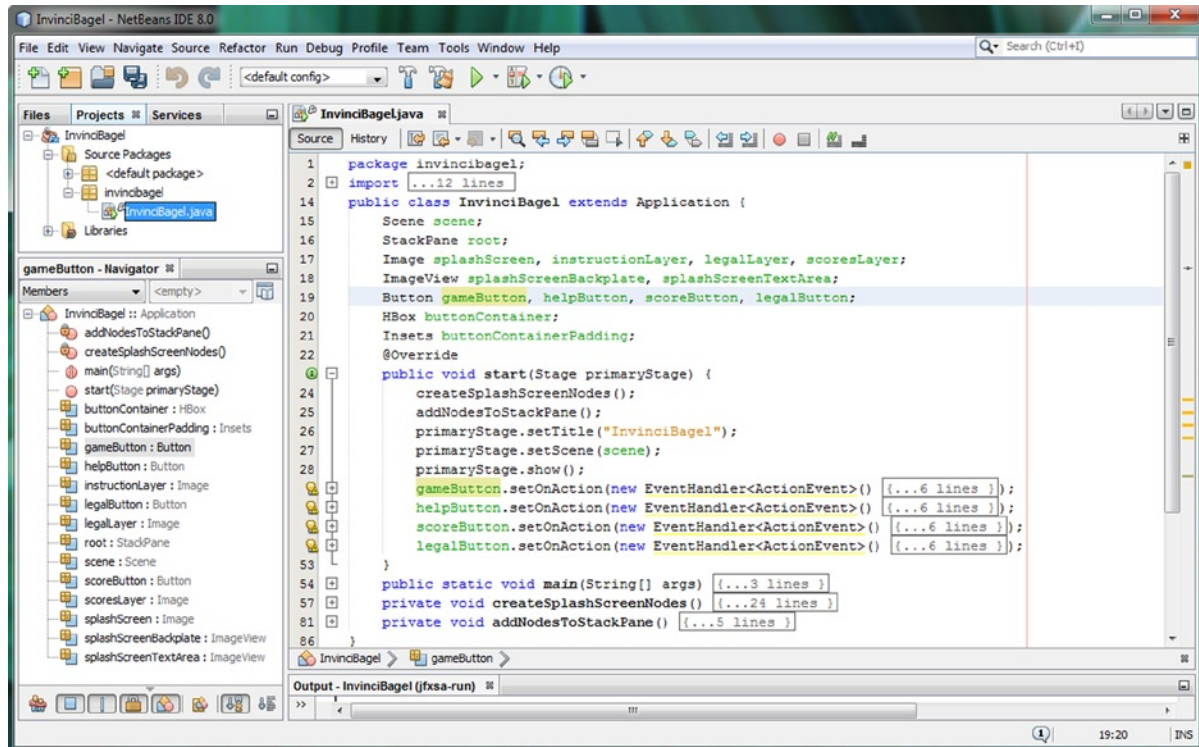 InvinciBagel - NetBeans IDE 8.0
File Edit View Navigate Source Refactor Run Debug Profile Team Tools Window Help
Search (Ctrl+I)
<default config>
Files Projects Services
InvinciBagel
Source Packages
<default package>
invincibagel
InvinciBagel.java
Libraries
gameButton - Navigator
Members <empty>
InvinciBagel :: Application
addNodesToStackPane()
createSplashScreenNodes()
main(String[] args)
start(Stage primaryStage)
buttonContainer : HBox
buttonContainerPadding : Insets
gameButton : Button
helpButton : Button
instructionLayer : Image
legalButton : Button
legalLayer : Image
root : StackPane
scene : Scene
scoreButton : Button
scoresLayer : Image
splashScreen : Image
splashScreenBackplate : ImageView
splashScreenTextArea : ImageView
InvinciBagel.java
Source History
1 package invincibagel;
2 import ...12 lines
14 public class InvinciBagel extends Application {
15 Scene scene;
16 StackPane root;
17 Image splashScreen, instructionLayer, legalLayer, scoresLayer;
18 ImageView splashScreenBackplate, splashScreenTextArea;
19 Button gameButton, helpButton, scoreButton, legalButton;
20 HBox buttonContainer;
21 Insets buttonContainerPadding;
22 @Override
public void start(Stage primaryStage) {
24 createSplashScreenNodes();
25 addNodesToStackPane();
26 primaryStage.setTitle("InvinciBagel");
27 primaryStage.setScene(scene);
28 primaryStage.show();
gameButton.setOnAction(new EventHandler<ActionEvent>() {...6 lines });
helpButton.setOnAction(new EventHandler<ActionEvent>() {...6 lines });
scoreButton.setOnAction(new EventHandler<ActionEvent>() {...6 lines });
legalButton.setOnAction(new EventHandler<ActionEvent>() {...6 lines });
53 }
54 public static void main(String[] args) {...3 lines }
57 private void createSplashScreenNodes() {...24 lines }
81 private void addNodesToStackPane() {...5 lines }
86 }
InvinciBagel gameButton
Output - InvinciBagel (jfxsa-run)
1 19:20 INS